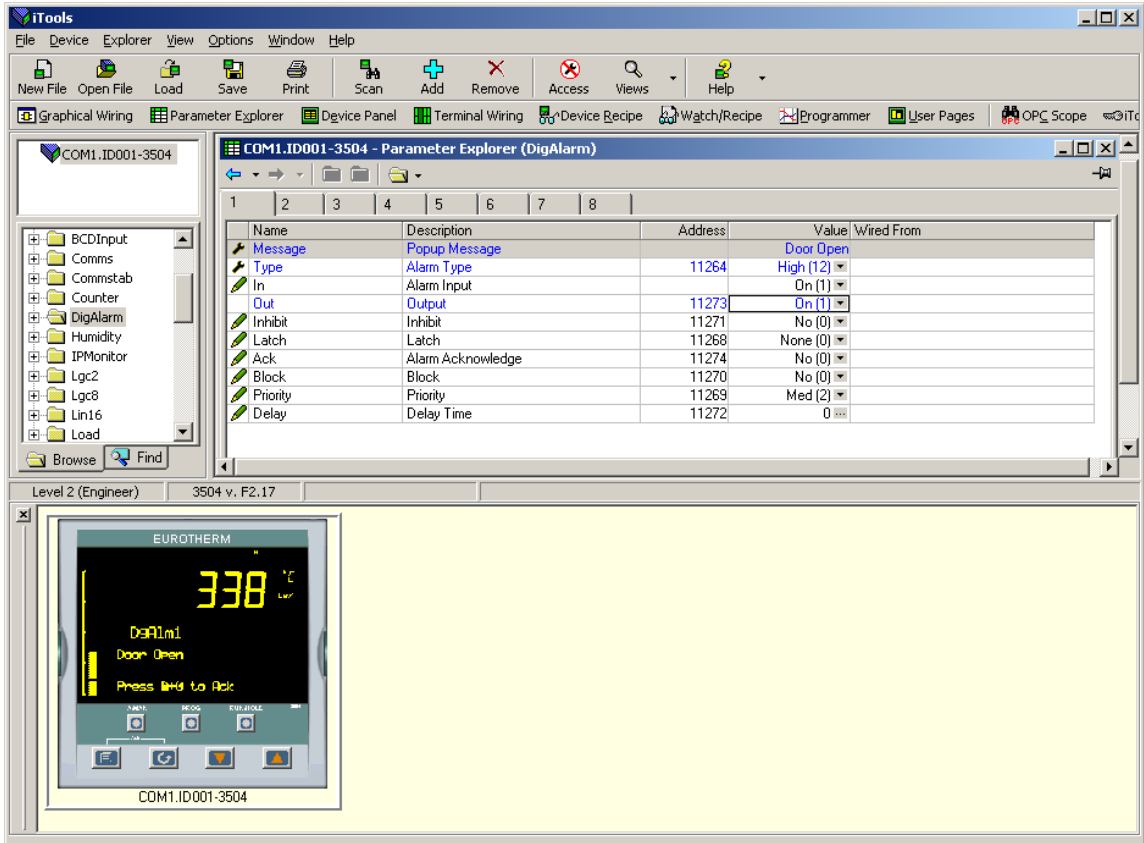 iTools
File Device Explorer View Options Window Help
New File Open File Load Save Print Scan Add Remove Access Views Help
Graphical Wiring Parameter Explorer Device Panel Terminal Wiring Device Recipe Watch/Recipe Programmer User Pages OPC Scope
COM1.ID001-3504
BCDInput
Comms
Commstab
Counter
DigAlarm
Humidity
IPMonitor
Lgc2
Lgc8
Lin16
Load
Browse Find
COM1.ID001-3504 - Parameter Explorer (DigAlarm)
1 2 3 4 5 6 7 8
Name Description Address Value Wired From
Message Popup Message Door Open
Type Alarm Type 11264 High (12)
In Alarm Input On (1)
Out Output 11273 On (1)
Inhibit Inhibit 11271 No (0)
Latch Latch 11268 None (0)
Ack Alarm Acknowledge 11274 No (0)
Block Block 11270 No (0)
Priority Priority 11269 Med (2)
Delay Delay Time 11272 0 ...
Level 2 (Engineer) 3504 v. F2.17
EUROTHERM
338 °C
DgAlm1
Door Open
Press to Ack
PROG
COM1.ID001-3504